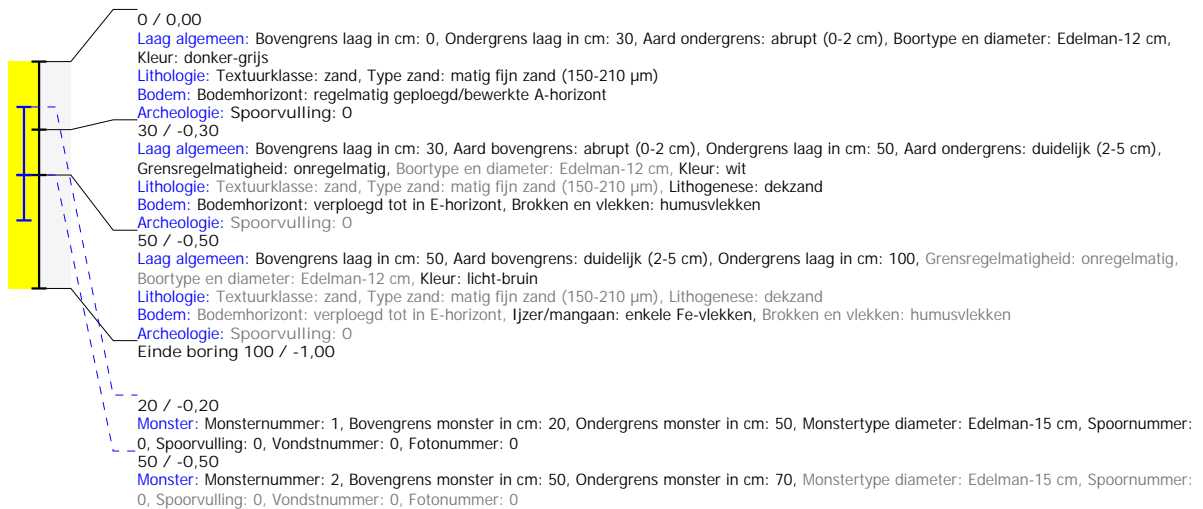 0 / 0,00
Laag algemeen: Bovengrens laag in cm: 0, Ondergrens laag in cm: 30, Aard ondergrens: abrupt (0-2 cm), Boortype en diameter: Edelman-12 cm,
Kleur: donker-grijs
Lithologie: Textuurklasse: zand, Type zand: matig fijn zand (150-210 µm)
Bodem: Bodemhorizont: regelmatig geploegd/bewerkte A-horizont
Archeologie: Spoorvulling: 0
30 / -0,30
Laag algemeen: Bovengrens laag in cm: 30, Aard bovengrens: abrupt (0-2 cm), Ondergrens laag in cm: 50, Aard ondergrens: duidelijk (2-5 cm),
Grensregelmatigheid: onregelmatig, Boortype en diameter: Edelman-12 cm, Kleur: wit
Lithologie: Textuurklasse: zand, Type zand: matig fijn zand (150-210 µm), Lithogenese: dekzand
Bodem: Bodemhorizont: verploegd tot in E-horizont, Brokken en vlekken: humusvlekken
Archeologie: Spoorvulling: 0
50 / -0,50
Laag algemeen: Bovengrens laag in cm: 50, Aard bovengrens: duidelijk (2-5 cm), Ondergrens laag in cm: 100, Grensregelmatigheid: onregelmatig,
Boortype en diameter: Edelman-12 cm, Kleur: licht-bruin
Lithologie: Textuurklasse: zand, Type zand: matig fijn zand (150-210 µm), Lithogenese: dekzand
Bodem: Bodemhorizont: verploegd tot in E-horizont, Ijzer/mangaan: enkele Fe-vlekken, Brokken en vlekken: humusvlekken
Archeologie: Spoorvulling: 0
Einde boring 100 / -1,00
20 / -0,20
Monster: Monsternummer: 1, Bovengrens monster in cm: 20, Ondergrens monster in cm: 50, Monstertype diameter: Edelman-15 cm, Spoornummer:
0, Spoorvulling: 0, Vondstnummer: 0, Fotonummer: 0
50 / -0,50
Monster: Monsternummer: 2, Bovengrens monster in cm: 50, Ondergrens monster in cm: 70, Monstertype diameter: Edelman-15 cm, Spoornummer:
0, Spoorvulling: 0, Vondstnummer: 0, Fotonummer: 0